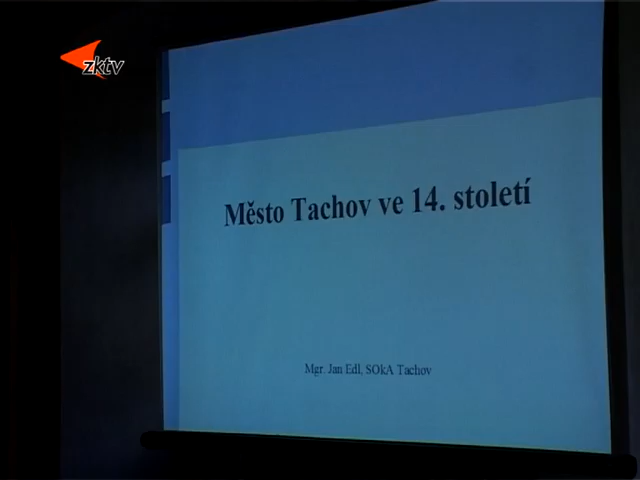 zktv
Město Tachov ve 14. století
Mgr. Jan Edl, SOkA Tachov